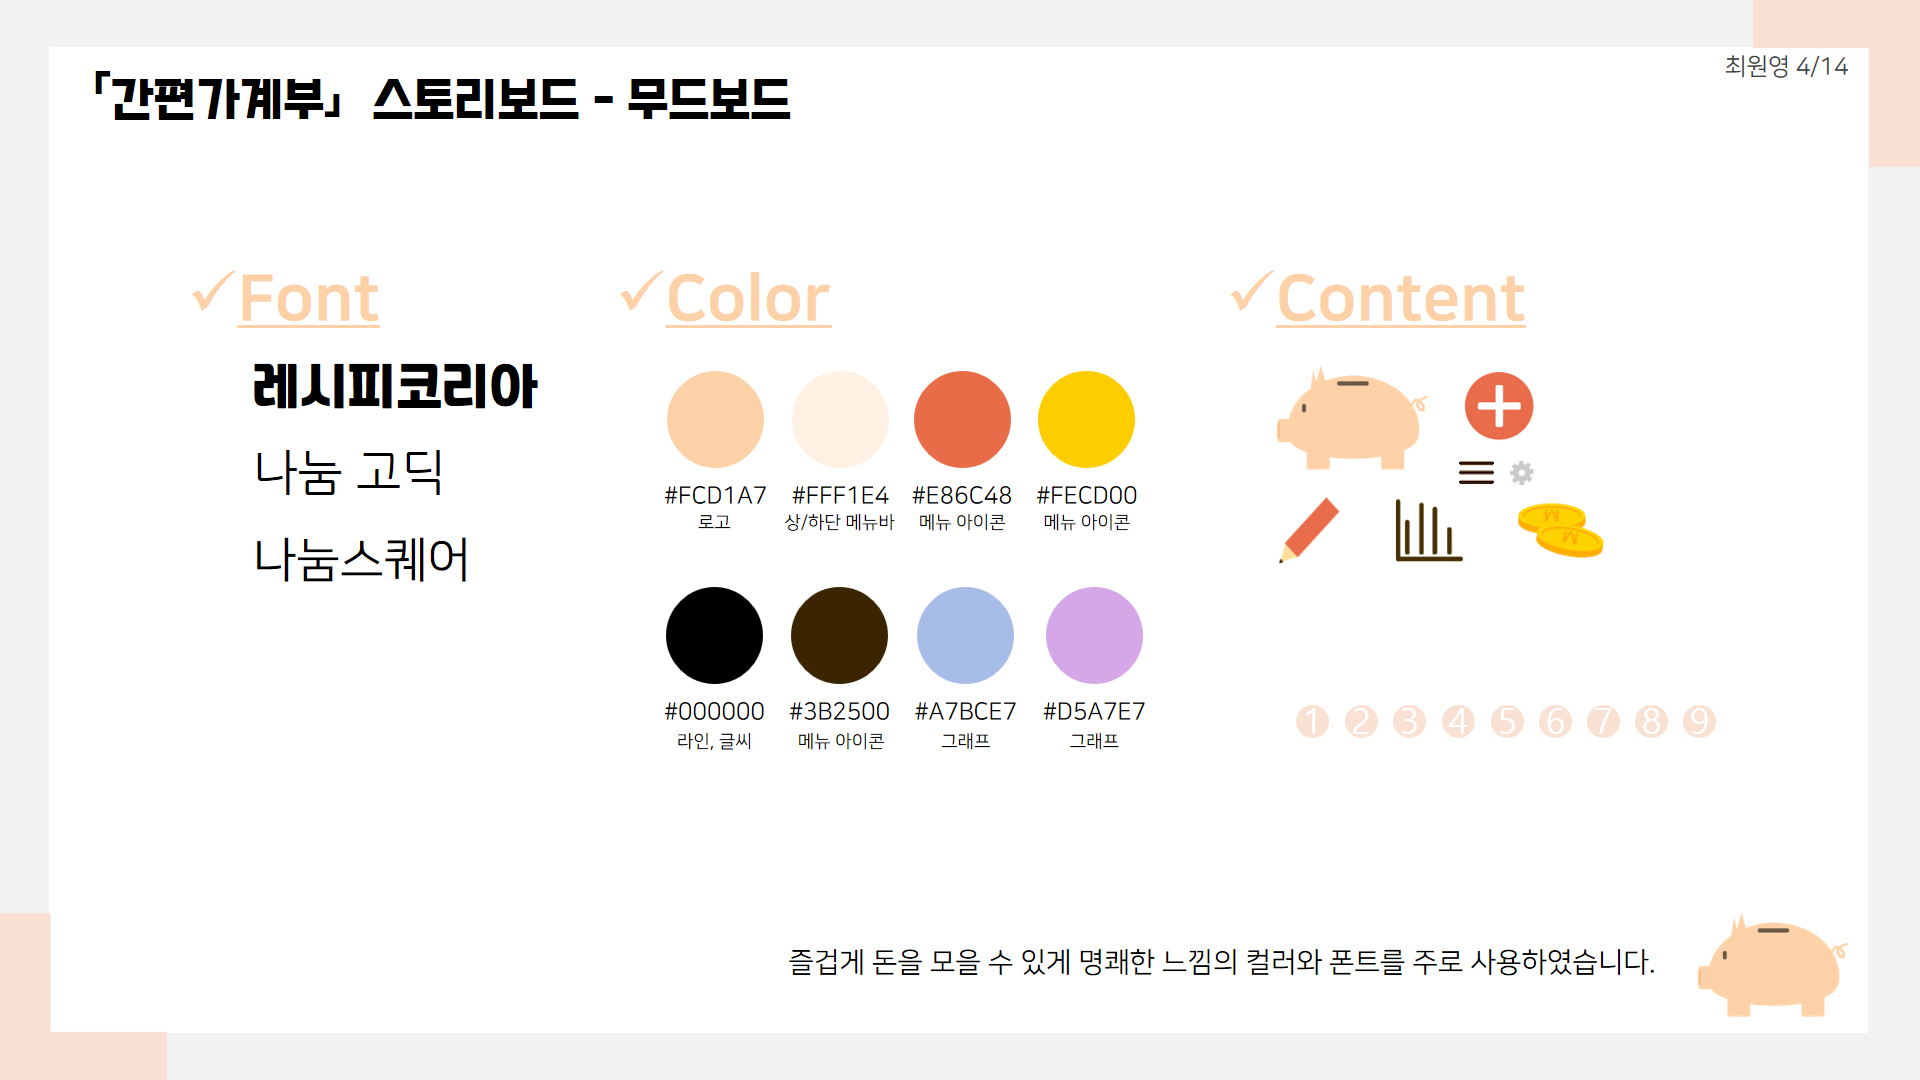 「간편가계부」 스토리보드 - 무드보드
최원영 4/14
Font
레시피코리아
나눔 고딕
나눔스퀘어
Color
#FCD1A7 #FFF1E4 #E86C48 #FECD00
로고 상/하단 메뉴바 메뉴 아이콘 메뉴 아이콘
#000000 #3B2500 #A7BCE7 #D5A7E7
라인, 글씨 메뉴 아이콘 그래프 그래프
Content
M
M
1 2 3 4 5 6 7 8 9
즐겁게 돈을 모을 수 있게 명쾌한 느낌의 컬러와 폰트를 주로 사용하였습니다.